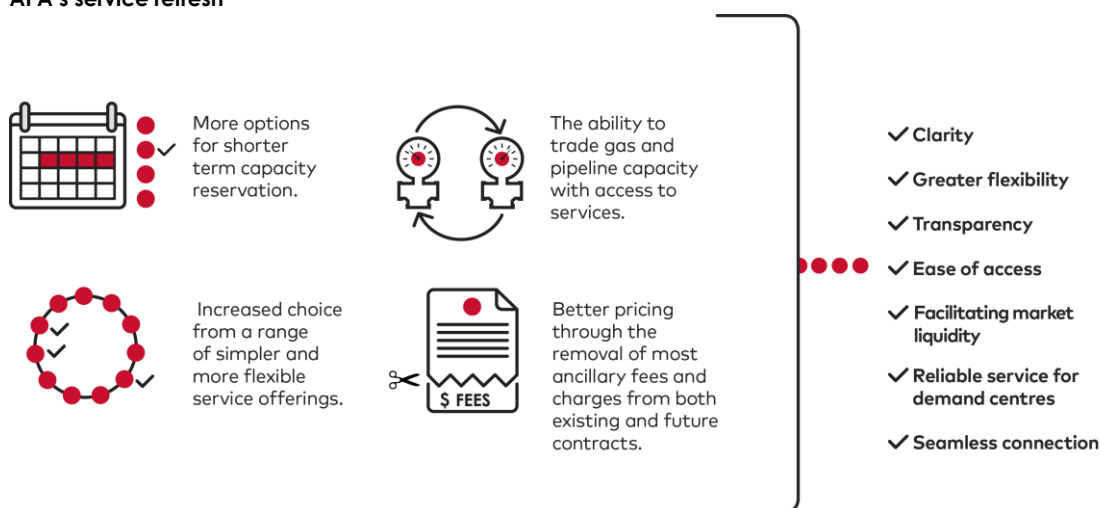 APA's service refresh
More options
for shorter
term capacity
reservation.
The ability to
trade gas and
pipeline capacity
with access to
services.
Increased choice
from a range
of simpler and
more flexible
service offerings.
$ FEES
Better pricing
through the
removal of most
ancillary fees and
charges from both
existing and future
contracts.
Clarity
Greater flexibility
Transparency
Ease of access
Facilitating market
liquidity
Reliable service for
demand centres
Seamless connection